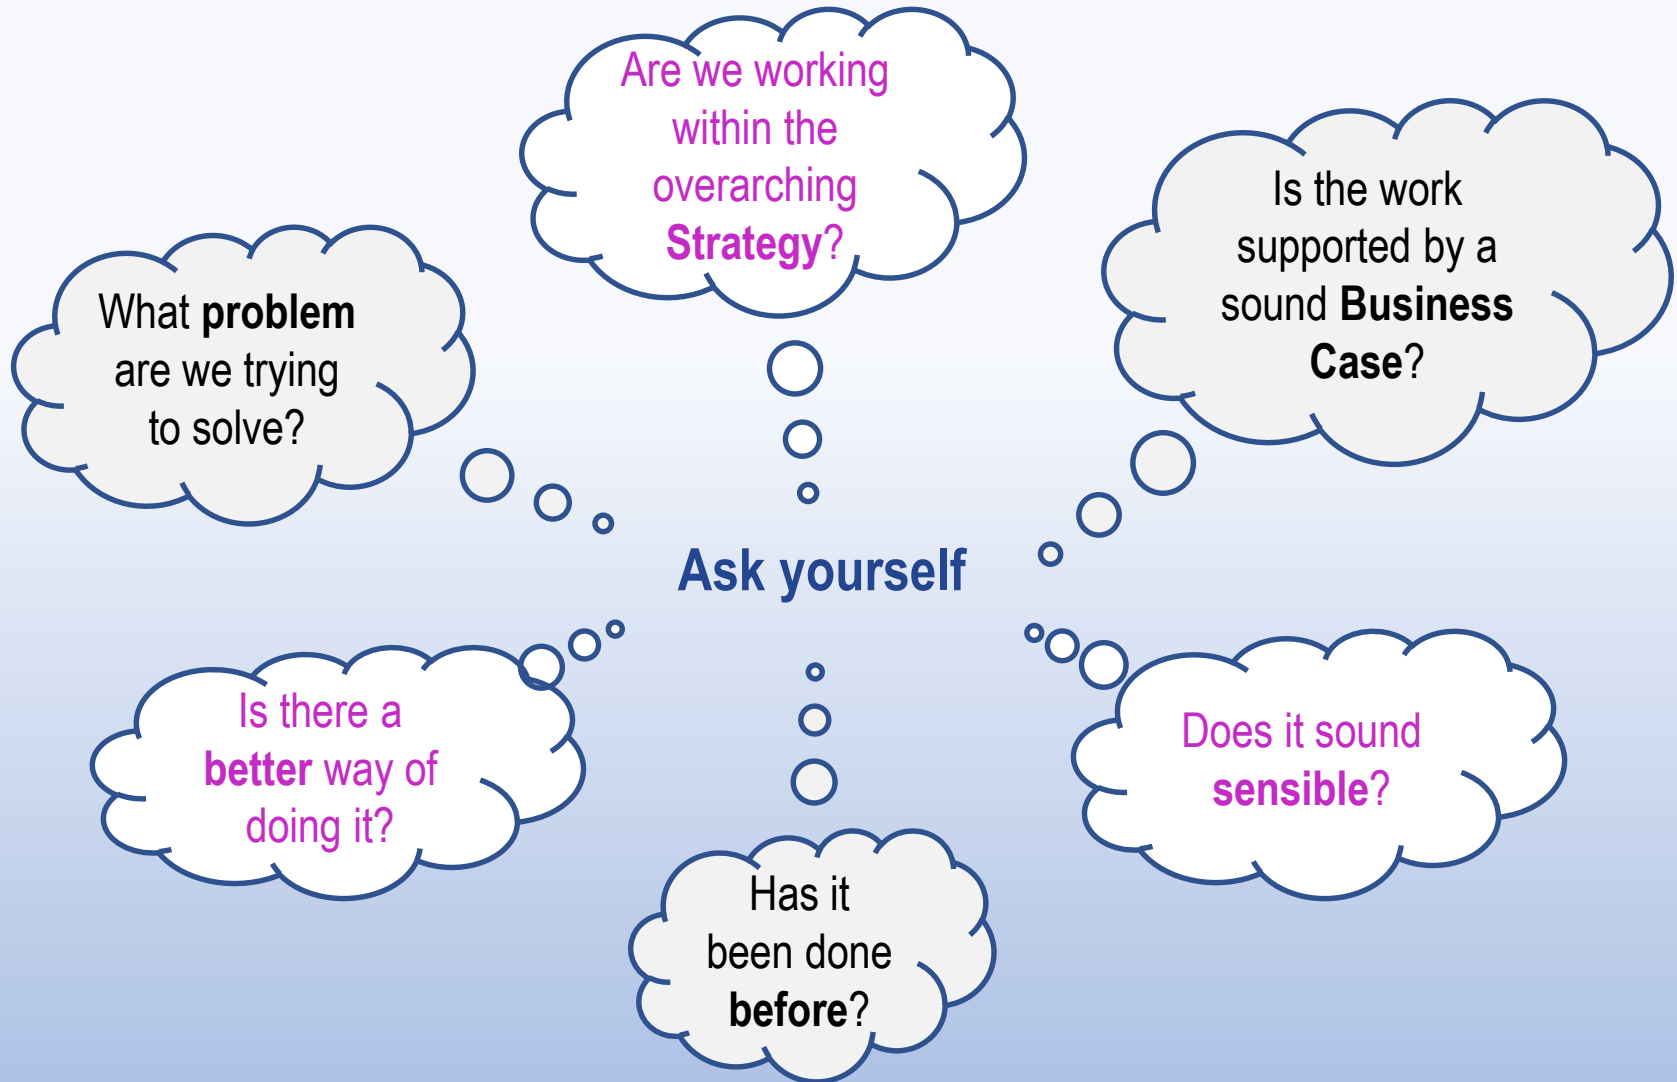 Are we working
within the
overarching
Strategy?
Is the work
supported by a
sound Business
Case?
What problem
are we trying
to solve?
Ask yourself
Is there a
better way of
doing it?
Does it sound
sensible?
Has it
been done
before?